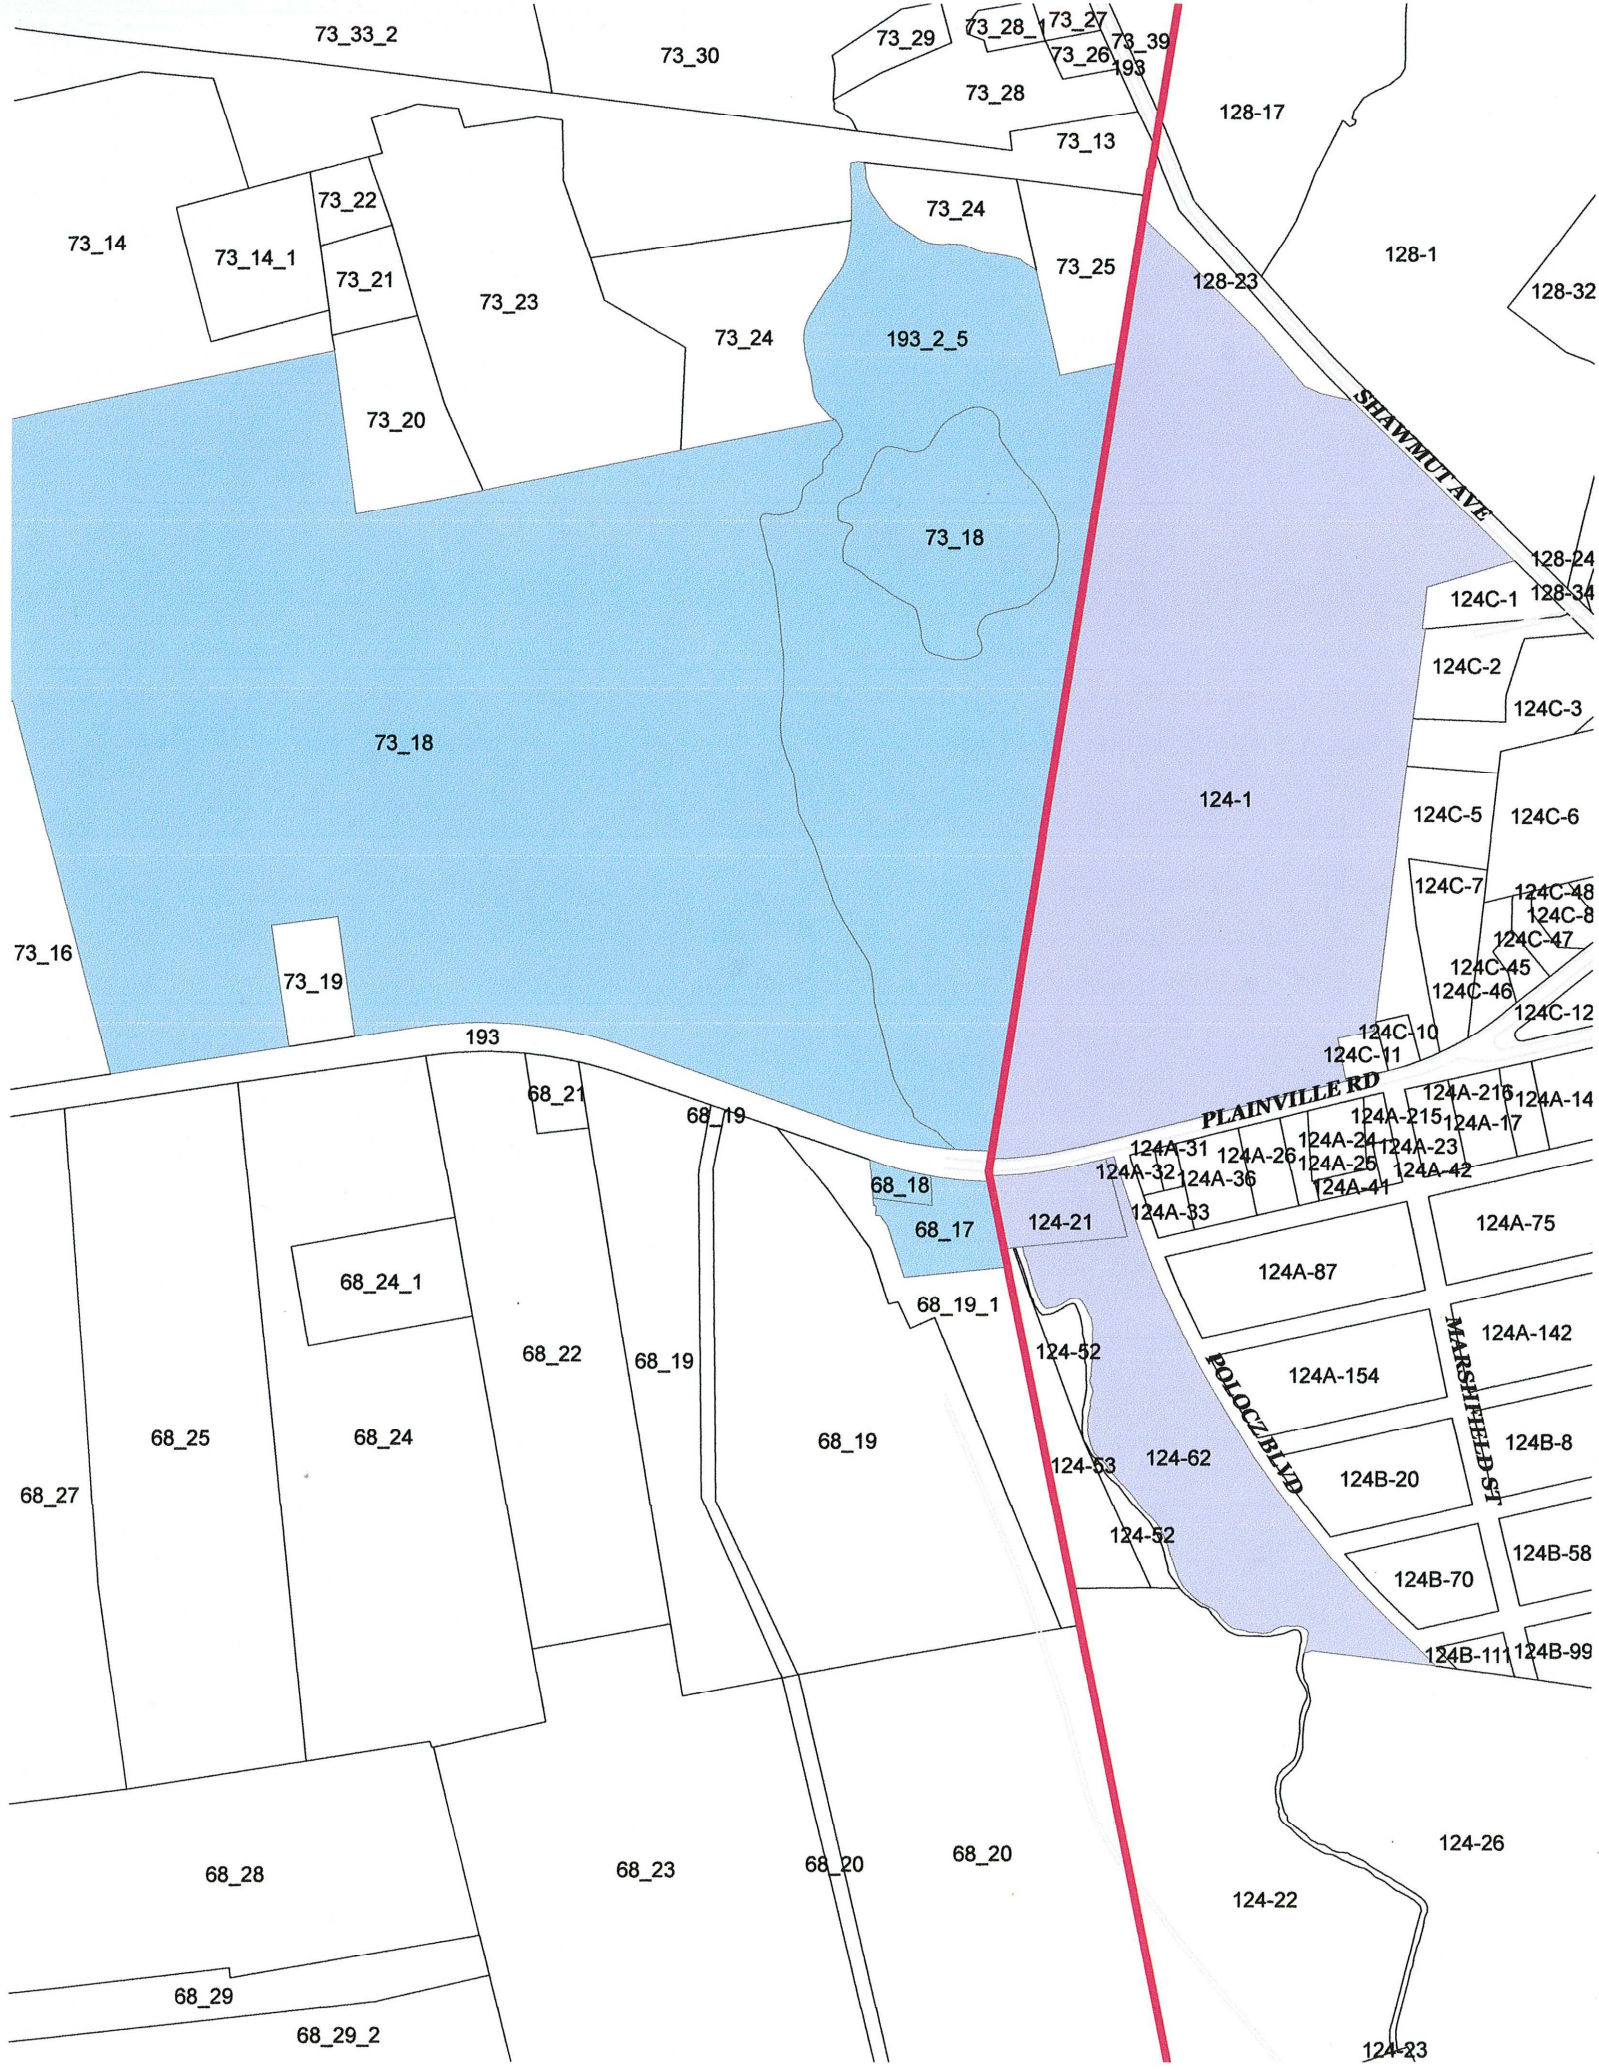 73_33_2
73_30
73_29
73_28_1
73_27
73_26
73_39
193
73_28
128-17
73_13
73_22
73_24
73_14
73_14_1
73_21
73_25
128-1
128-23
128-32
73_23
73_24
193_2_5
73_20
SHAWMUT AVE
73_18
128-24
128-34
124C-1
124C-2
124C-3
73_18
124-1
124C-5
124C-6
124C-7
124C-48
124C-8
124C-47
73_16
73_19
124C-45
124C-46
124C-12
193
124C-10
124C-11
68_21
68_19
PLAINVILLE RD
124A-216
124A-14
124A-215
124A-17
124A-31
124A-26
124A-24
124A-23
124A-32
124A-36
124A-25
124A-42
124A-41
68_18
124A-33
68_17
124-21
124A-75
68_24_1
124A-87
68_19_1
68_22
68_19
124-52
124A-142
124A-154
POLOCZ BLVD
MARSHFIELD ST
68_25
68_24
68_19
124-53
124-62
124B-8
124B-20
68_27
124-52
124B-58
124B-70
124B-111
124B-99
68_28
68_23
68_20
68_20
124-26
124-22
68_29
68_29_2
124-23